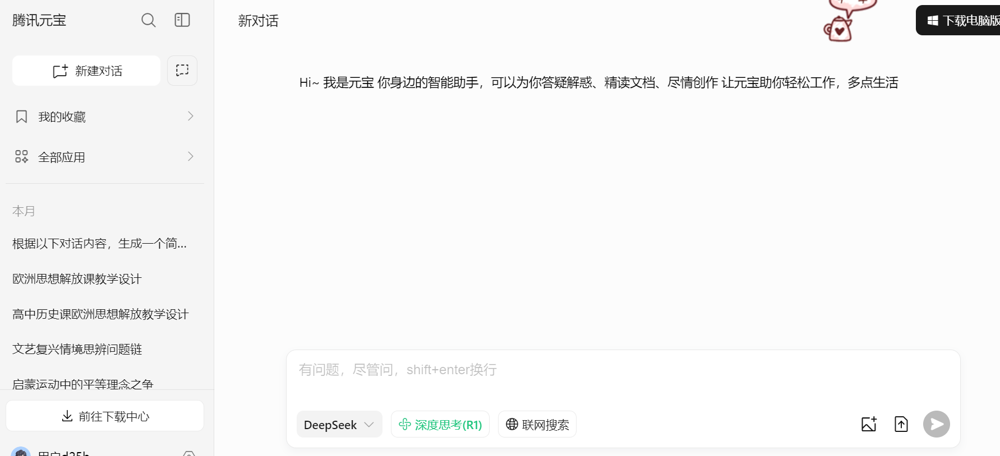 腾讯元宝
新建对话
我的收藏
全部应用
本月
根据以下对话内容，生成一个简...
欧洲思想解放课教学设计
高中历史课欧洲思想解放教学设计
文艺复兴情境思辨问题链
启蒙运动中的平等理念之争
前往下载中心
新对话
下载电脑版
Hi~ 我是元宝 你身边的智能助手，可以为你答疑解惑、精读文档、尽情创作 让元宝助你轻松工作，多点生活
有问题，尽管问，shift+enter换行
DeepSeek
深度思考(R1)
联网搜索